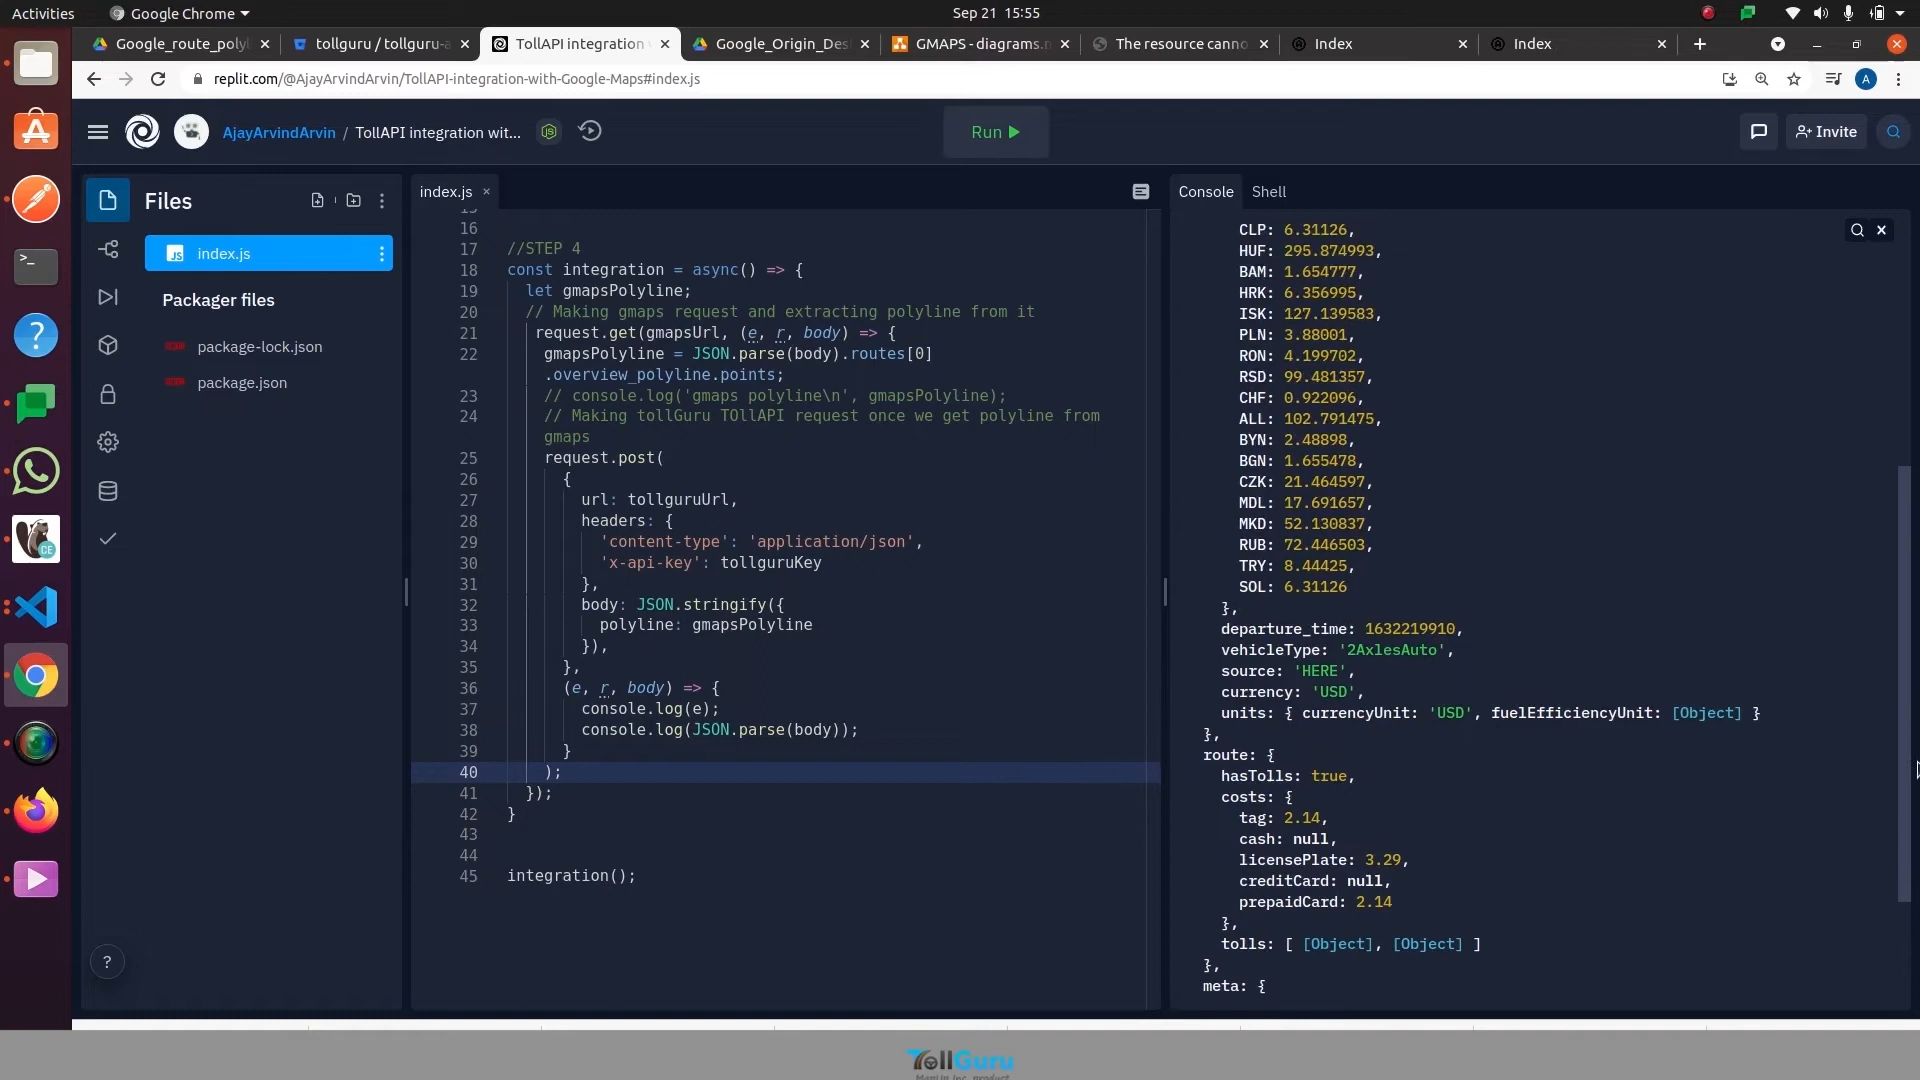 Activities
Google Chrome
Sep 21 15:55
Google_route_polyl
tollguru / tollguru-a
TollAPI integration
Google_Origin_Des
GMAPS - diagrams.n
The resource canno
Index
Index
replit.com/@AjayArvindArvin/TollAPI-integration-with-Google-Maps#index.js
A
AjayArvindArvin / TollAPI integration wit...
Run
Invite
Files
index.js
Packager files
package-lock.json
package.json
index.js
15
16
17 //STEP 4
18 const integration = async() => {
19 let gmapsPolyline;
20 // Making gmaps request and extracting polyline from it
21 request.get(gmapsUrl, (e, r, body) => {
22 gmapsPolyline = JSON.parse(body).routes[0]
.overview_polyline.points;
23 // console.log('gmaps polyline\n', gmapsPolyline);
24 // Making tollGuru TOllAPI request once we get polyline from
gmaps
25 request.post(
26 {
27 url: tollguruUrl,
28 headers: {
29 'content-type': 'application/json',
30 'x-api-key': tollguruKey
31 },
32 body: JSON.stringify({
33 polyline: gmapsPolyline
34 }),
35 },
36 (e, r, body) => {
37 console.log(e);
38 console.log(JSON.parse(body));
39 }
40 );
41 });
42 }
43
44
45 integration();
Console
Shell
CLP: 6.31126,
HUF: 295.874993,
BAM: 1.654777,
HRK: 6.356995,
ISK: 127.139583,
PLN: 3.88001,
RON: 4.199702,
RSD: 99.481357,
CHF: 0.922096,
ALL: 102.791475,
BYN: 2.48898,
BGN: 1.655478,
CZK: 21.464597,
MDL: 17.691657,
MKD: 52.130837,
RUB: 72.446503,
TRY: 8.44425,
SOL: 6.31126
},
departure_time: 1632219910,
vehicleType: '2AxlesAuto',
source: 'HERE',
currency: 'USD',
units: { currencyUnit: 'USD', fuelEfficiencyUnit: [Object] }
},
route: {
hasTolls: true,
costs: {
tag: 2.14,
cash: null,
licensePlate: 3.29,
creditCard: null,
prepaidCard: 2.14
},
tolls: [ [Object], [Object] ]
},
meta: {
TollGuru
MapUp Inc. product